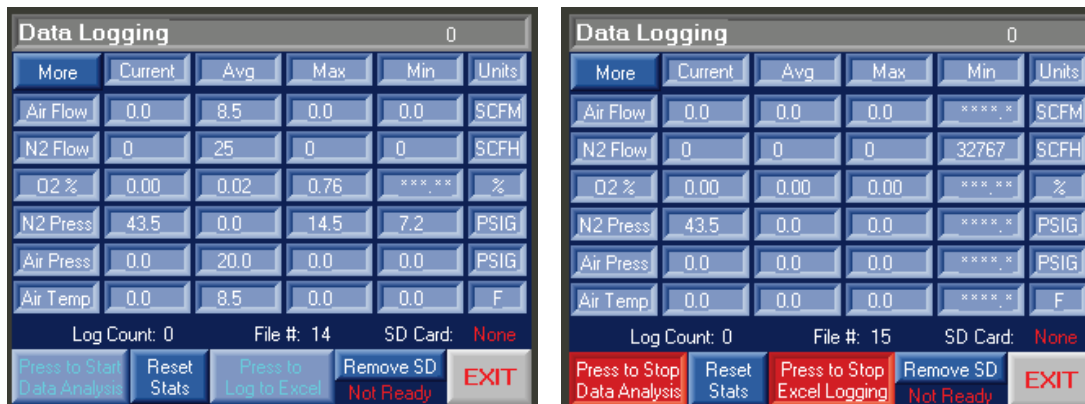 Data Logging 0
More Current Avg Max Min Units
Air Flow 0.0 8.5 0.0 0.0 SCFM
N2 Flow 0 25 0 0 SCFH
O2 % 0.00 0.02 0.76 ***.** %
N2 Press 43.5 0.0 14.5 7.2 PSIG
Air Press 0.0 20.0 0.0 0.0 PSIG
Air Temp 0.0 8.5 0.0 0.0 F
Log Count: 0 File #: 14 SD Card: None
Press to Start
Data Analysis
Reset
Stats
Press to
Log to Excel
Remove SD
Not Ready
EXIT
Data Logging 0
More Current Avg Max Min Units
Air Flow 0.0 0.0 0.0 ****.* SCFM
N2 Flow 0 0 0 32767 SCFH
O2 % 0.00 0.00 0.00 ***.** %
N2 Press 43.5 0.0 0.0 ****.* PSIG
Air Press 0.0 0.0 0.0 ****.* PSIG
Air Temp 0.0 0.0 0.0 ****.* F
Log Count: 0 File #: 15 SD Card: None
Press to Stop
Data Analysis
Reset
Stats
Press to Stop
Excel Logging
Remove SD
Not Ready
EXIT